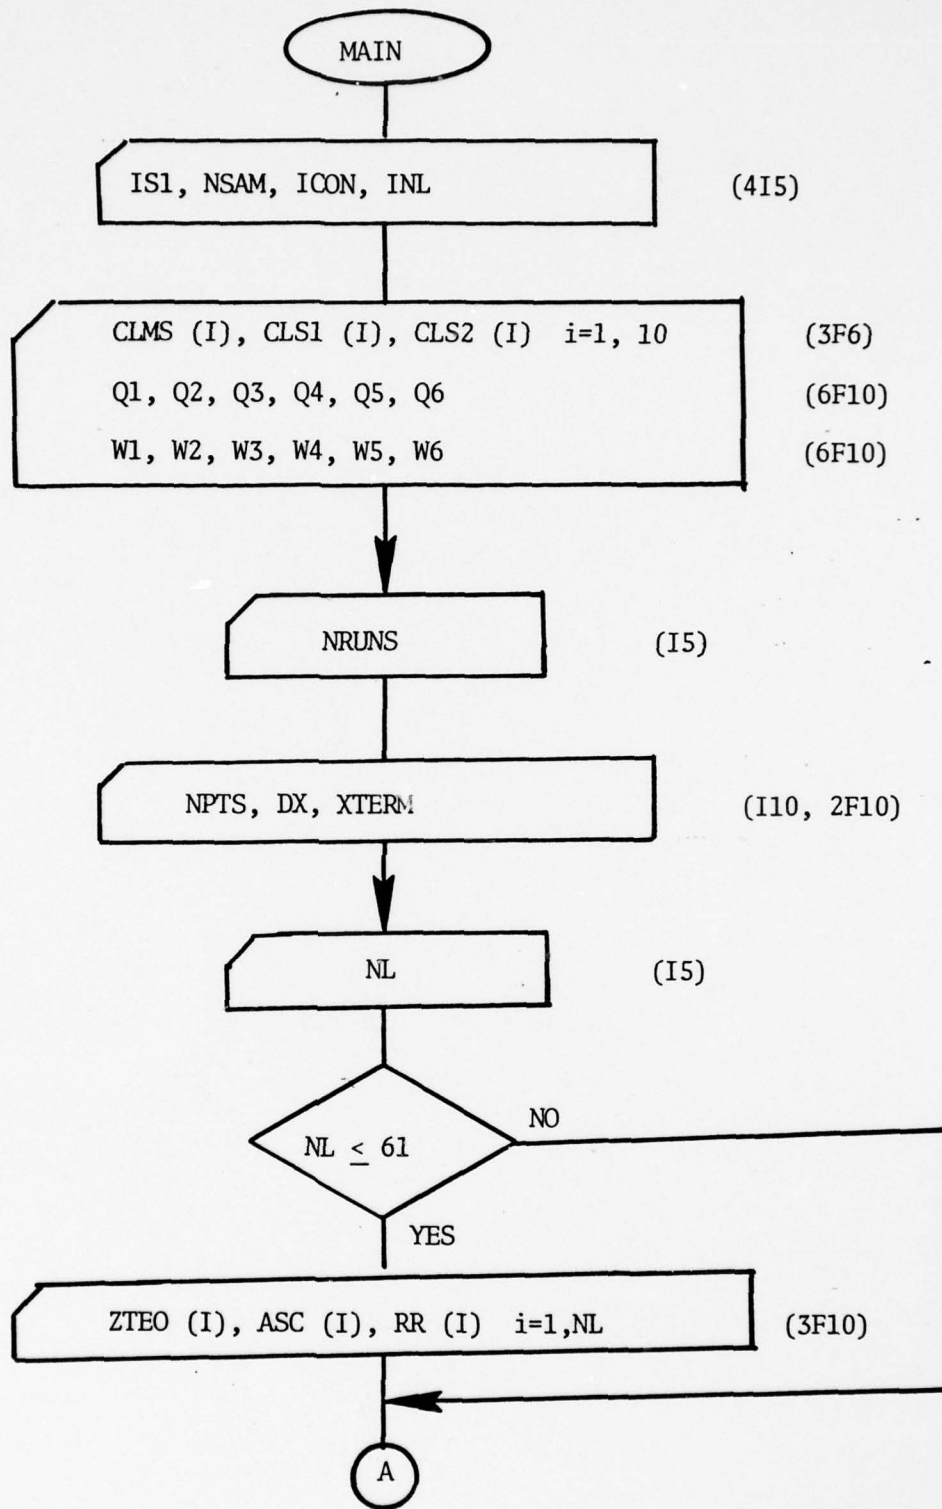 MAIN
IS1, NSAM, ICON, INL (4I5)
CLMS (I), CLS1 (I), CLS2 (I) i=1, 10 (3F6)
Q1, Q2, Q3, Q4, Q5, Q6 (6F10)
W1, W2, W3, W4, W5, W6 (6F10)
NRUNS (I5)
NPTS, DX, XTERM (I10, 2F10)
NL (I5)
NO
NL ≤ 61
YES
ZTEO (I), ASC (I), RR (I) i=1,NL (3F10)
A